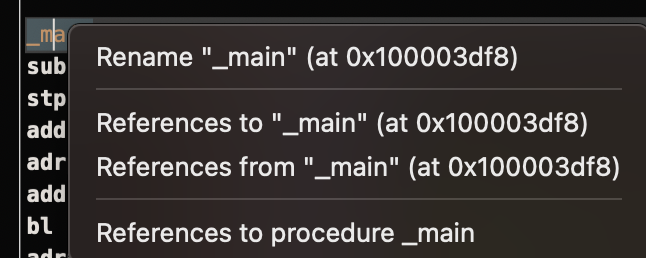 _ma
Rename "_main" (at 0x100003df8)
sub
stp
References to "_main" (at 0x100003df8)
add
adr
References from "_main" (at 0x100003df8)
add
bl
References to procedure _main
adr